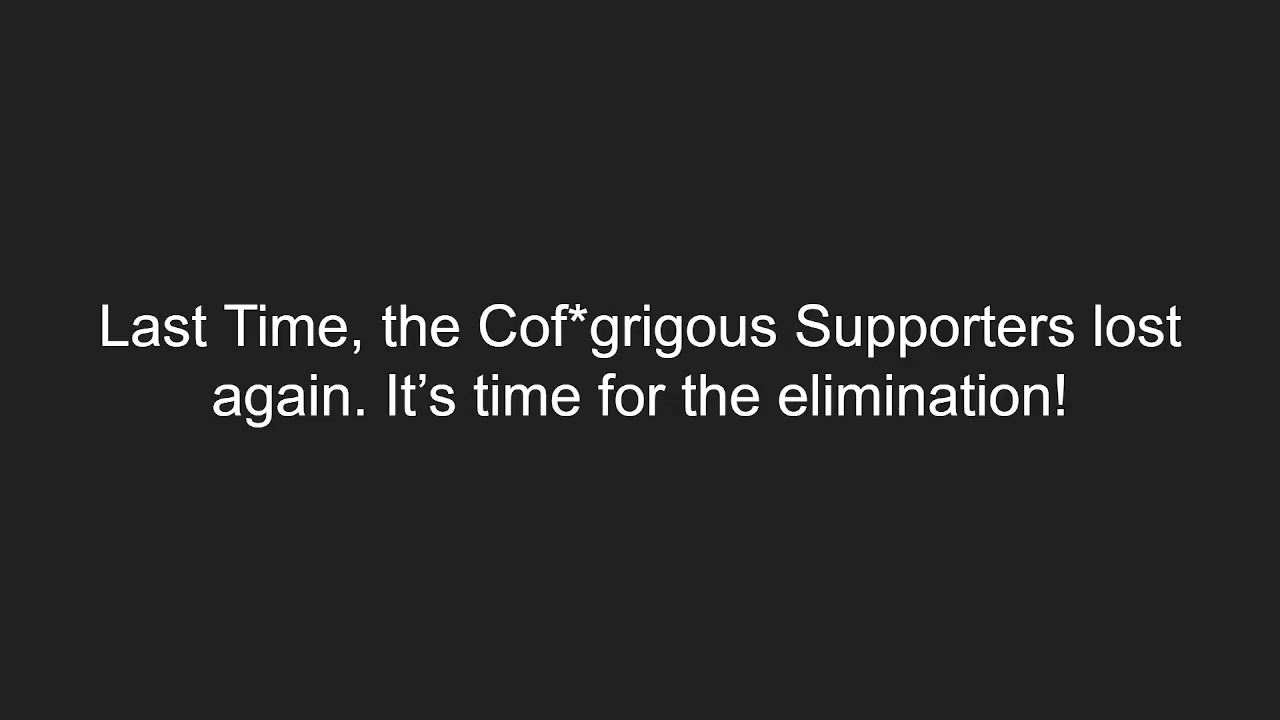 Last Time, the Cof*grigous Supporters lost
again. It’s time for the elimination!